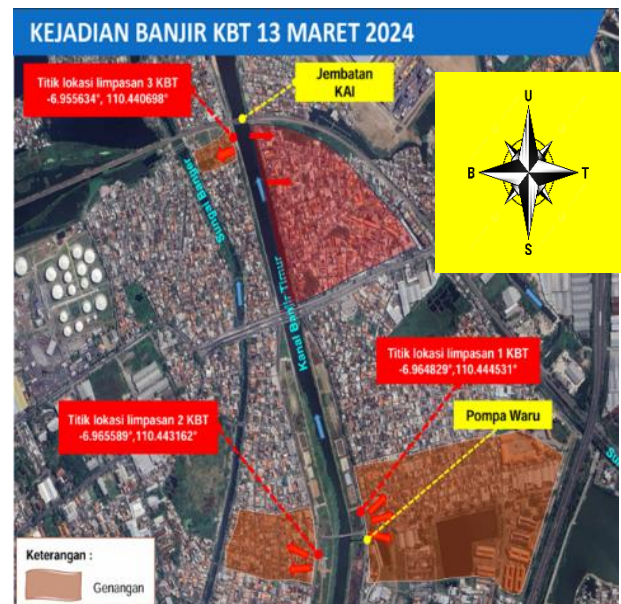 KEJADIAN BANJIR KBT 13 MARET 2024
Titik lokasi limpasan 3 KBT
-6.955634, 110.440698°
Jembatan
KAI
U
B
T
S
Sungai Banger
Kanal Banjir Timur
Titik lokasi limpasan 1 KBT
-6.964829°,110.444531°
Titik lokasi limpasan 2 KBT
-6.965589°,110.443162°
Pompa Waru
Keterangan :
Genangan